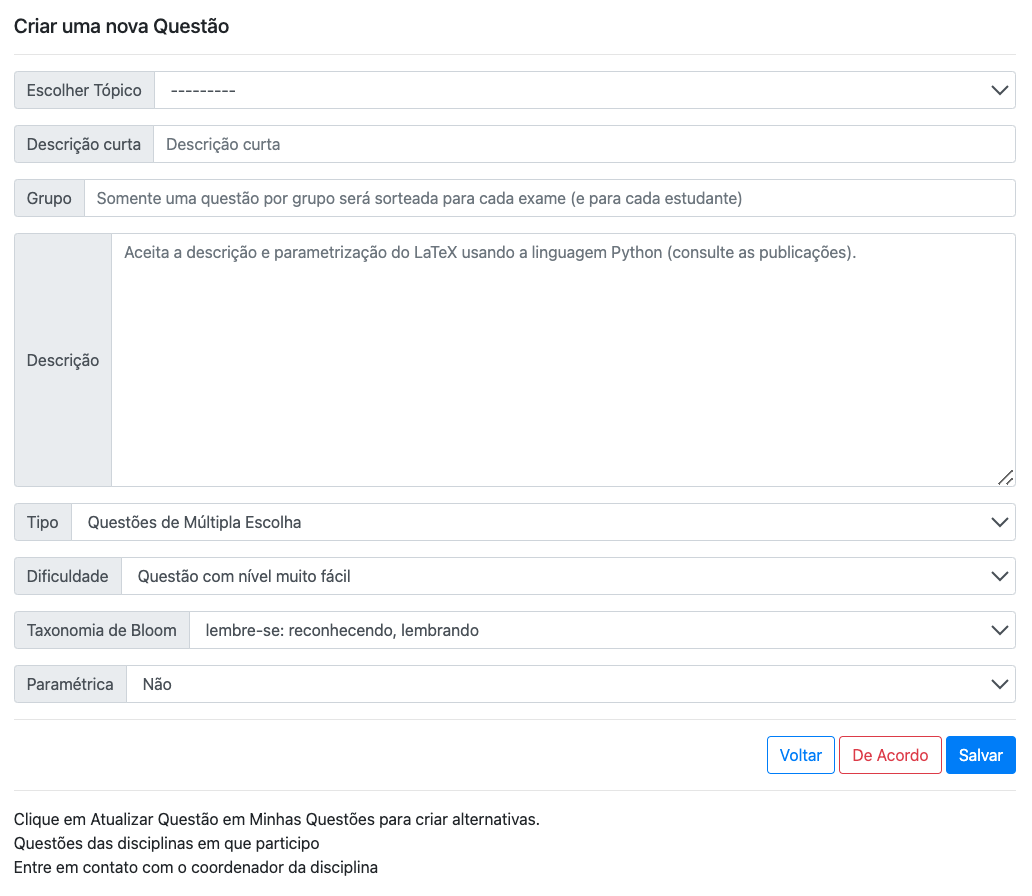 Criar uma nova Questão
Escolher Tópico ---------
Descrição curta Descrição curta
Grupo Somente uma questão por grupo será sorteada para cada exame (e para cada estudante)
Aceita a descrição e parametrização do LaTeX usando a linguagem Python (consulte as publicações).
Descrição
Tipo Questões de Múltipla Escolha
Dificuldade Questão com nível muito fácil
Taxonomia de Bloom lembre-se: reconhecendo, lembrando
Paramétrica Não
Voltar De Acordo Salvar
Clique em Atualizar Questão em Minhas Questões para criar alternativas.
Questões das disciplinas em que participo
Entre em contato com o coordenador da disciplina